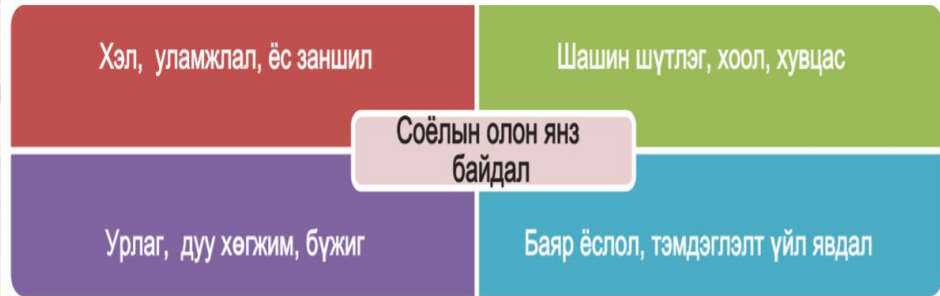 Хэл, уламжлал, ёс заншил
Шашин шүтлэг, хоол, хувцас
Соёлын олон янз
байдал
Урлаг, дуу хөгжим, бүжиг
Баяр ёслол, тэмдэглэлт үйл явдал